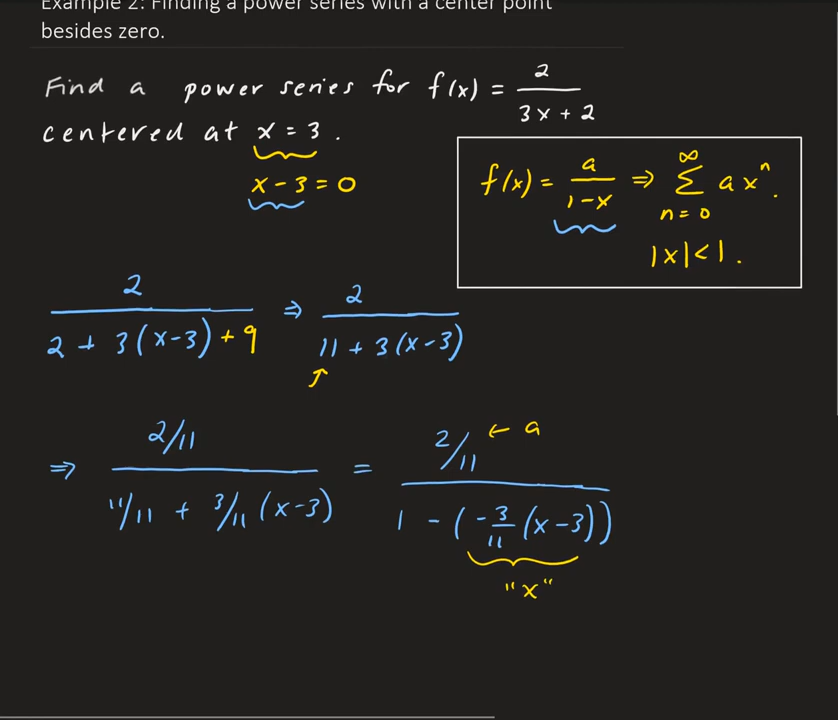 Example 2: Finding a power series with a center point
besides zero.
Find a power series for f(x) = 2/(3x + 2)
centered at x = 3.
x - 3 = 0
f(x) = a/(1-x) ⇒ ∞ Σ n=0 a xⁿ.
|x| < 1.
2/(2 + 3(x-3) + 9) ⇒ 2/(11 + 3(x-3))
↑
⇒ (2/11)/(11/11 + 3/11 (x-3)) = (2/11)/(1 - (-3/11 (x-3))) ← a
"x"